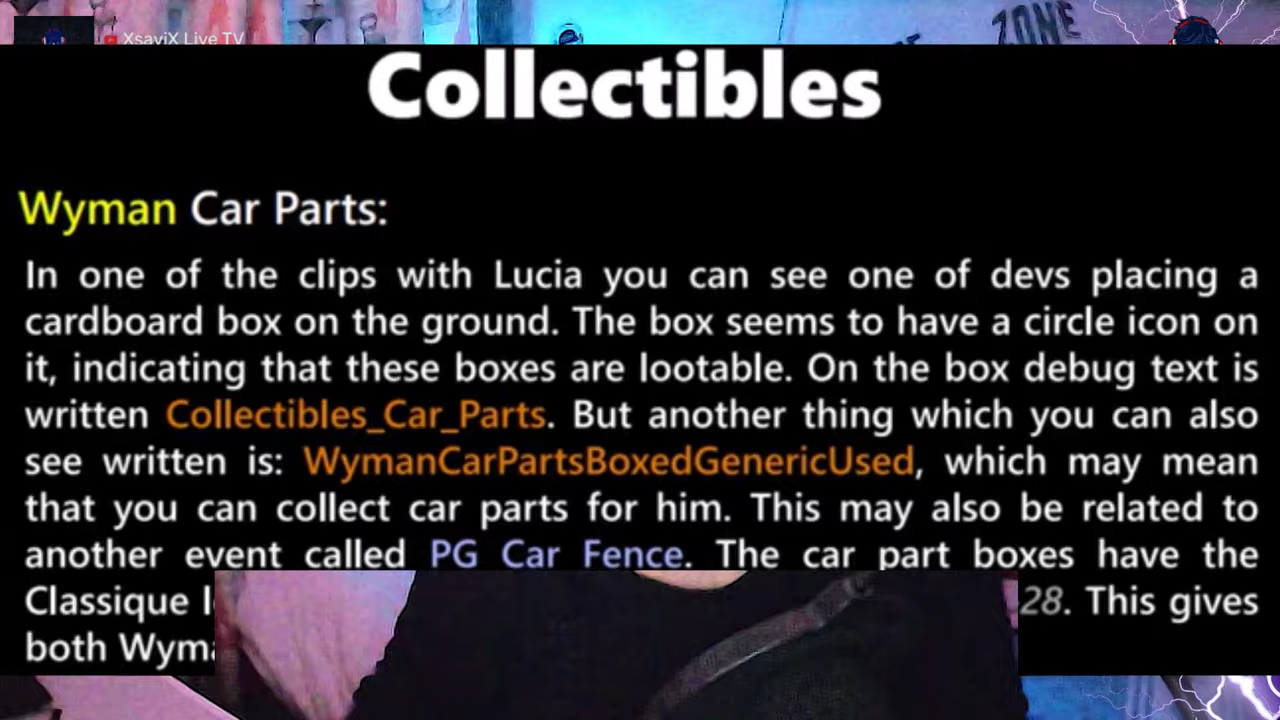 ZONE
XsaviX Live TV
Collectibles
Wyman Car Parts:
In one of the clips with Lucia you can see one of devs placing a
cardboard box on the ground. The box seems to have a circle icon on
it, indicating that these boxes are lootable. On the box debug text is
written Collectibles_Car_Parts. But another thing which you can also
see written is: WymanCarPartsBoxedGenericUsed, which may mean
that you can collect car parts for him. This may also be related to
another event called PG Car Fence. The car part boxes have the
Classique 28. This gives
both